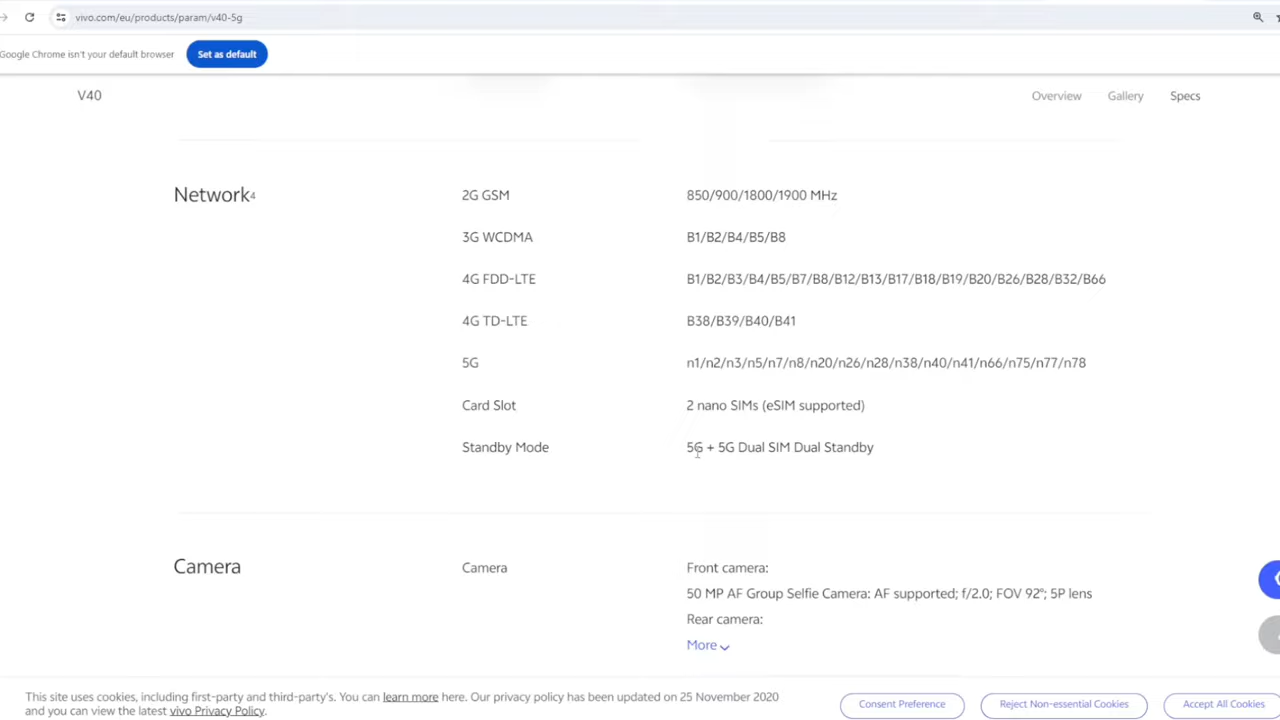 vivo.com/eu/products/param/v40-5g
Google Chrome isn't your default browser Set as default
V40 Overview Gallery Specs
Network4 2G GSM 850/900/1800/1900 MHz
3G WCDMA B1/B2/B4/B5/B8
4G FDD-LTE B1/B2/B3/B4/B5/B7/B8/B12/B13/B17/B18/B19/B20/B26/B28/B32/B66
4G TD-LTE B38/B39/B40/B41
5G n1/n2/n3/n5/n7/n8/n20/n26/n28/n38/n40/n41/n66/n75/n77/n78
Card Slot 2 nano SIMs (eSIM supported)
Standby Mode 5G + 5G Dual SIM Dual Standby
Camera Camera Front camera:
50 MP AF Group Selfie Camera: AF supported; f/2.0; FOV 92°; 5P lens
Rear camera:
More
This site uses cookies, including first-party and third-party's. You can learn more here. Our privacy policy has been updated on 25 November 2020
and you can view the latest vivo Privacy Policy.
Consent Preference Reject Non-essential Cookies Accept All Cookies